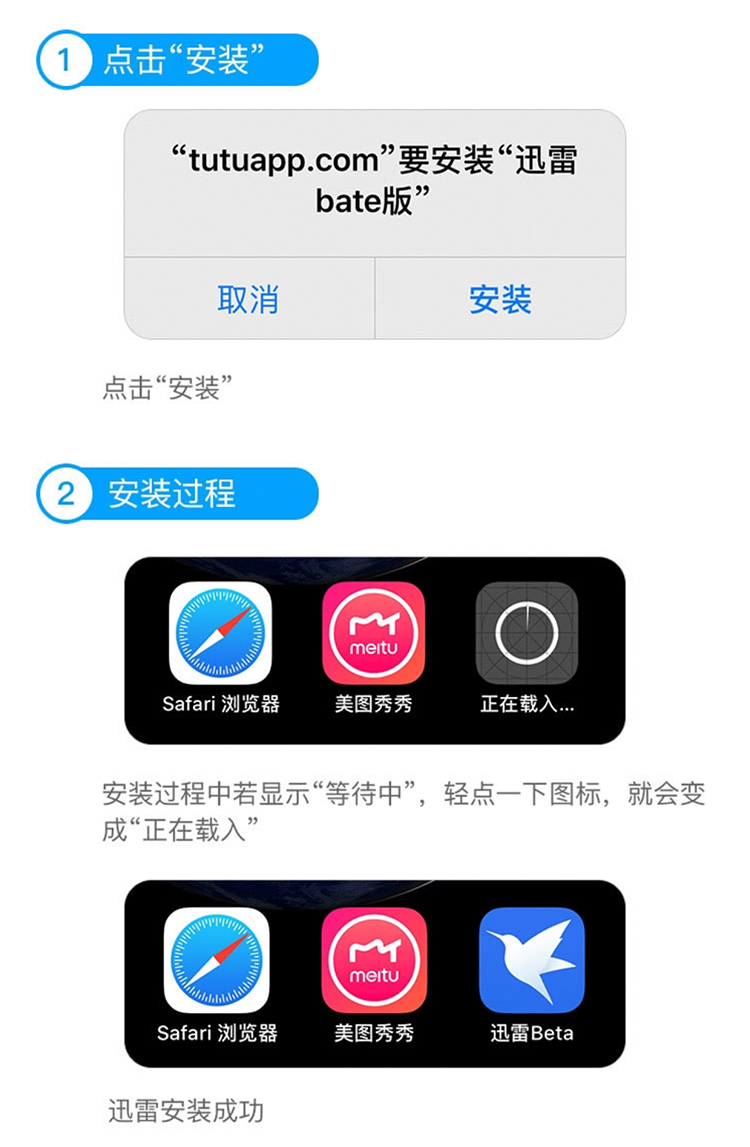 1 点击“安装”
“tutuapp.com”要安装“迅雷
bate版”
取消 安装
点击“安装”
2 安装过程
meitu
Safari 浏览器 美图秀秀 正在载入...
安装过程中若显示“等待中”，轻点一下图标，就会变
成“正在载入”
meitu
Safari 浏览器 美图秀秀 迅雷Beta
迅雷安装成功